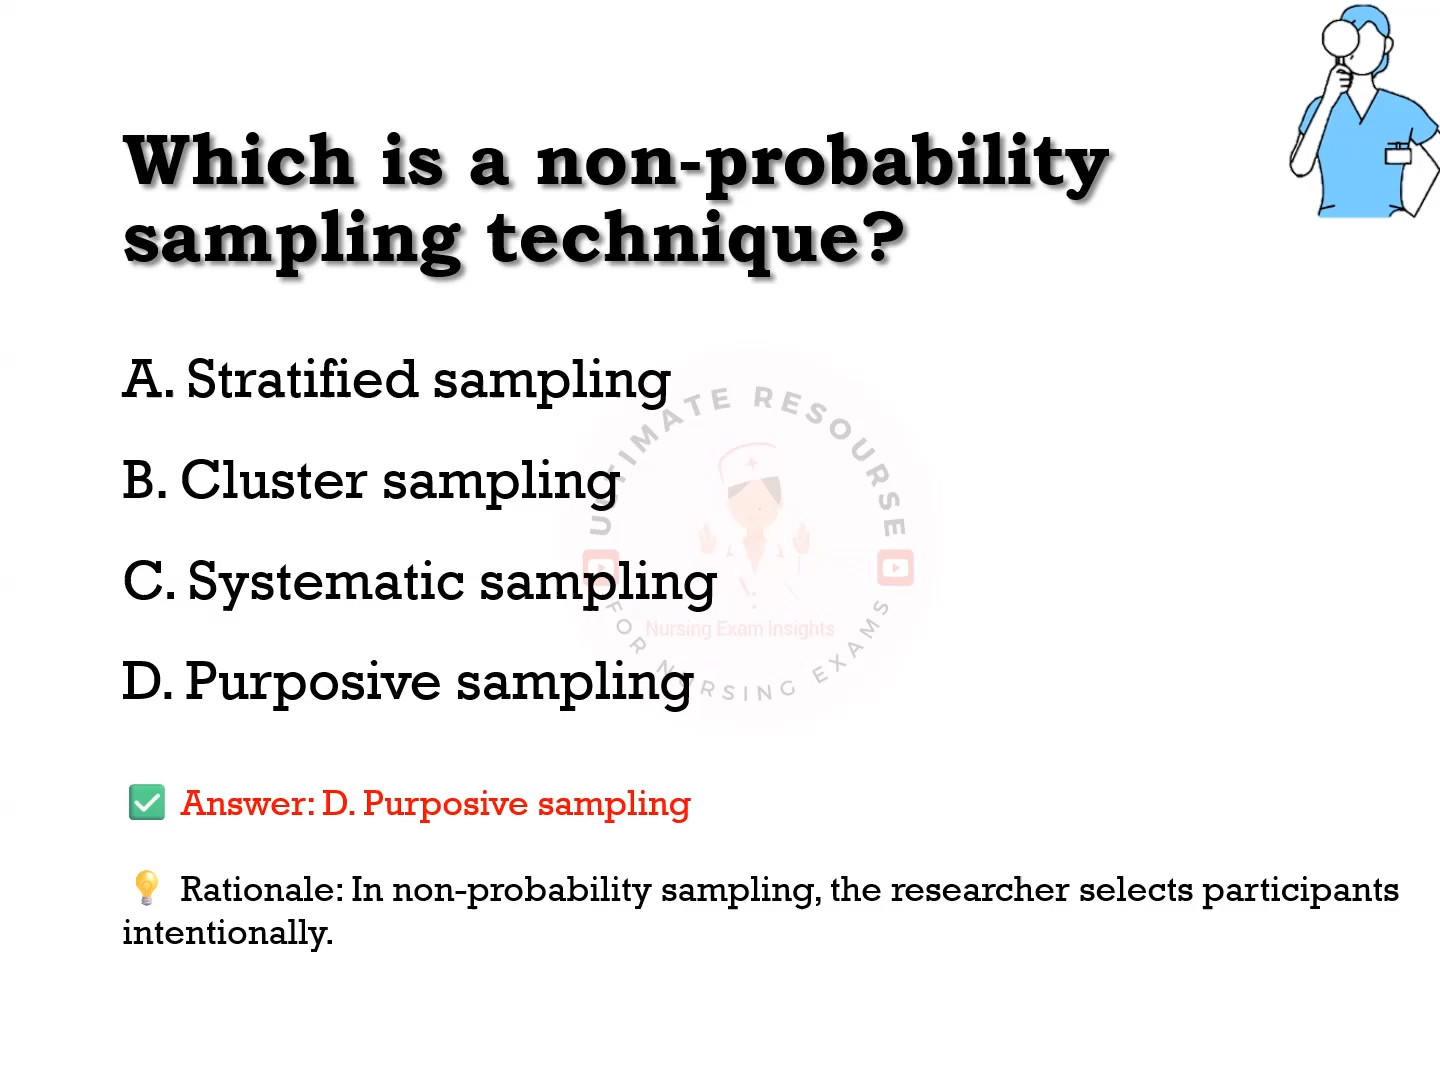 Which is a non-probability
sampling technique?
A. Stratified sampling
B. Cluster sampling
C. Systematic sampling
D. Purposive sampling
ULTIMATE RESOURSE
Nursing Exam Insights
FOR NURSING EXAMS
✅ Answer: D. Purposive sampling
💡 Rationale: In non-probability sampling, the researcher selects participants
intentionally.